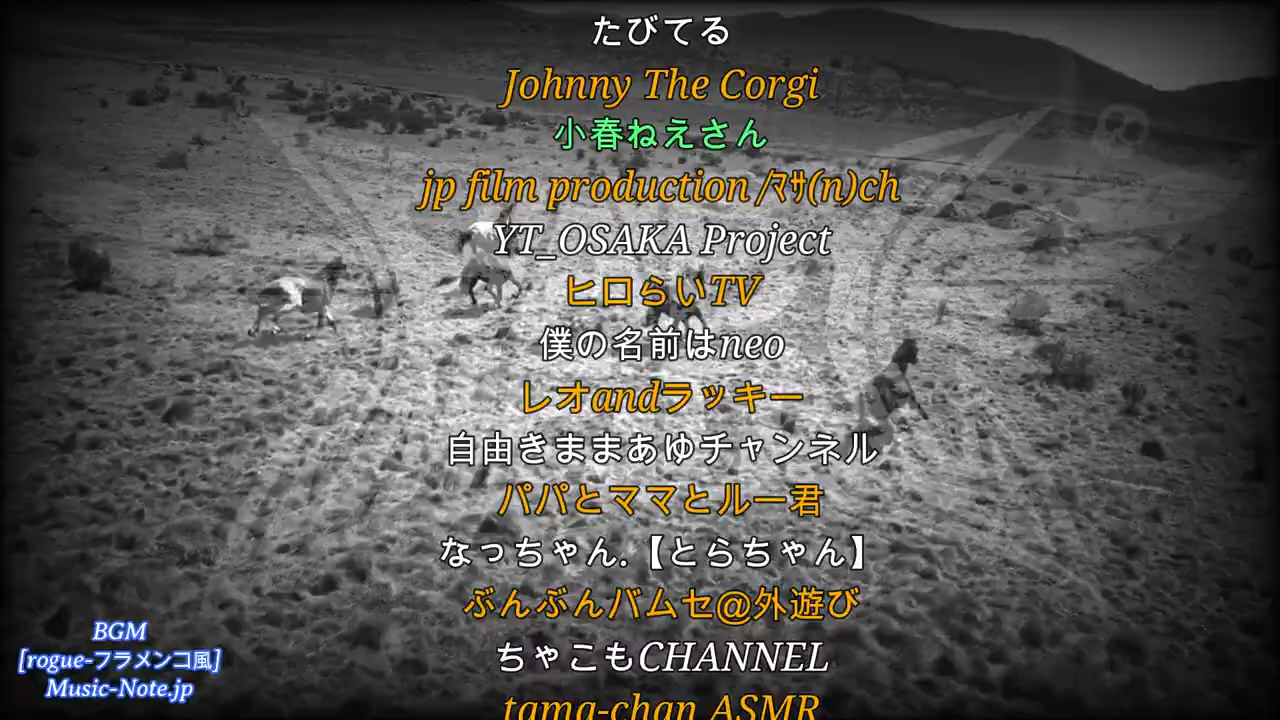 たびてる
Johnny The Corgi
小春ねえさん
jp film production /ﾏｻ(n)ch
YT_OSAKA Project
ヒロらいTV
僕の名前はneo
レオandラッキー
自由きままあゆチャンネル
パパとママとルー君
なっちゃん.【とらちゃん】
ぶんぶんバムセ@外遊び
ちゃこもCHANNEL
tama-chan ASMR
BGM
[rogue-フラメンコ風]
Music-Note.jp